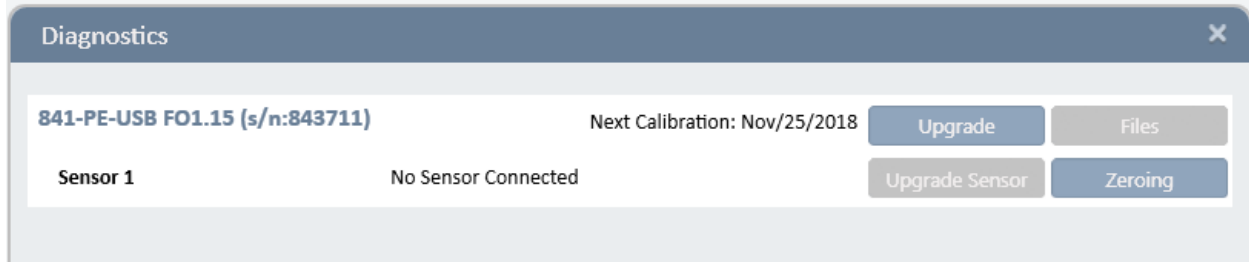 Diagnostics ×
841-PE-USB FO1.15 (s/n:843711) Next Calibration: Nov/25/2018 Upgrade Files
Sensor 1 No Sensor Connected Upgrade Sensor Zeroing